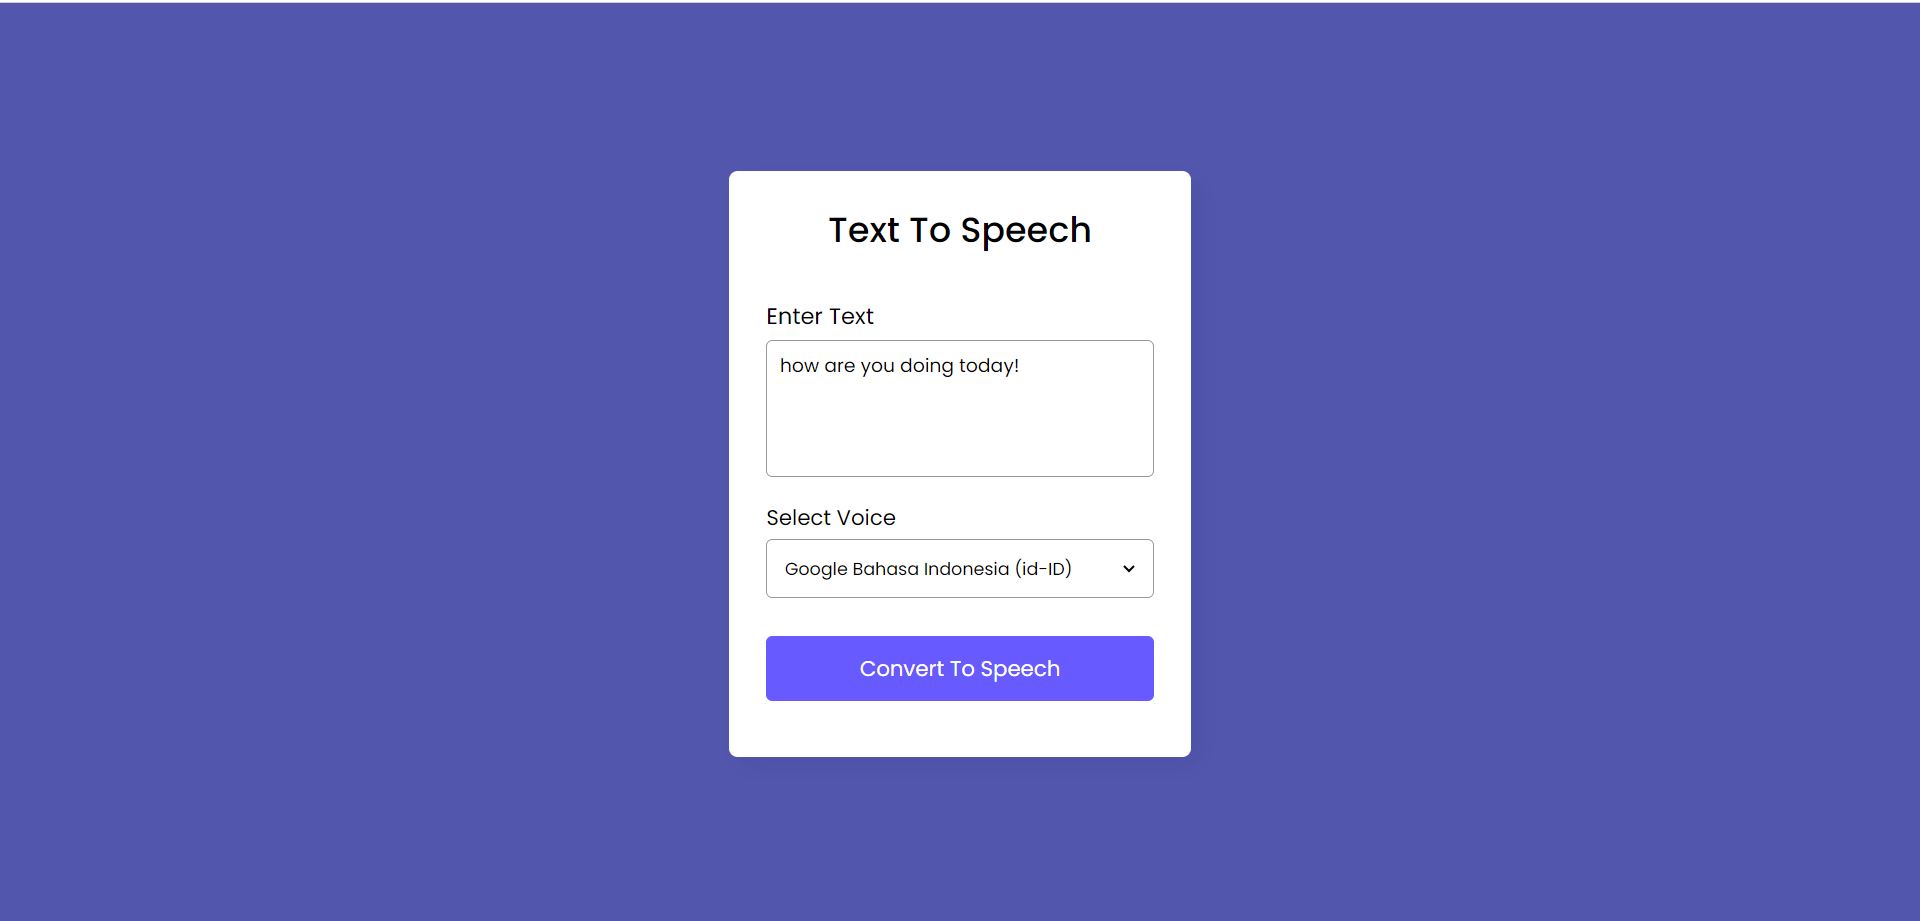 Text To Speech
Enter Text
how are you doing today!
Select Voice
Google Bahasa Indonesia (id-ID)
Convert To Speech